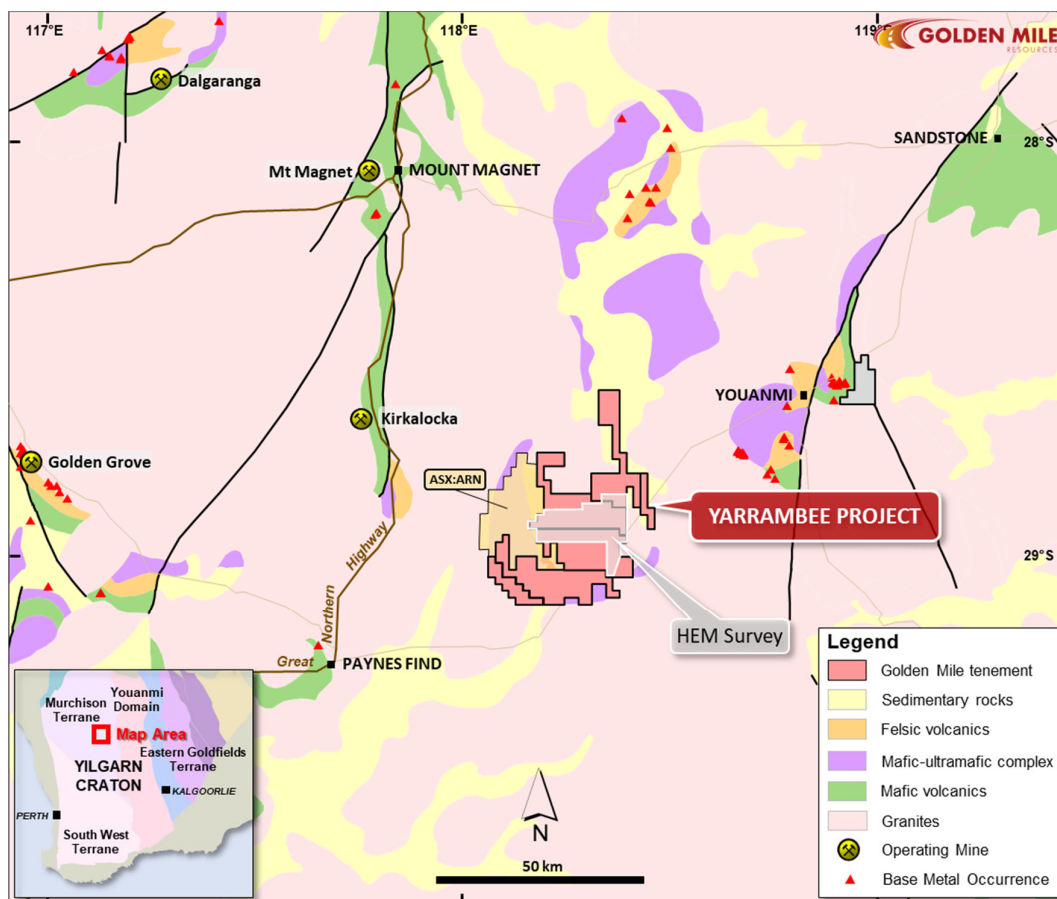 117°E
118°E
119°E
GOLDEN MILE
RESOURCES
Dalgaranga
SANDSTONE
28°S
Mt Magnet
MOUNT MAGNET
YOUANMI
Kirkalocka
Golden Grove
ASX:ARN
YARRAMBEE PROJECT
29°S
HEM Survey
Great Northern Highway
PAYNES FIND
Legend
Golden Mile tenement
Sedimentary rocks
Felsic volcanics
Mafic-ultramafic complex
Mafic volcanics
Granites
Operating Mine
Base Metal Occurrence
Youanmi
Domain
Murchison
Terrane
Map Area
Eastern Goldfields
Terrane
YILGARN
CRATON
KALGOORLIE
PERTH
South West
Terrane
N
50 km